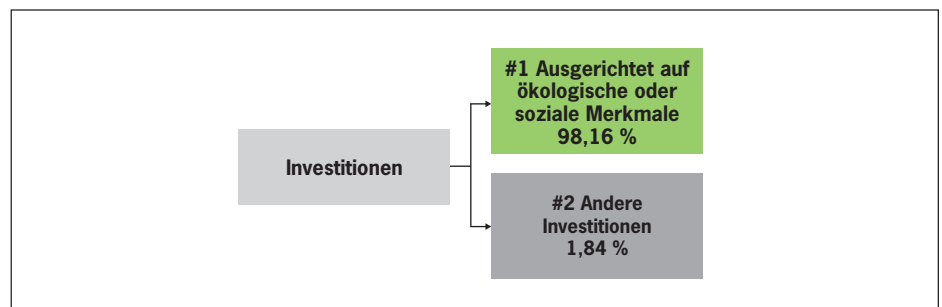 #1 Ausgerichtet auf
ökologische oder
soziale Merkmale
98,16 %
Investitionen
#2 Andere
Investitionen
1,84 %